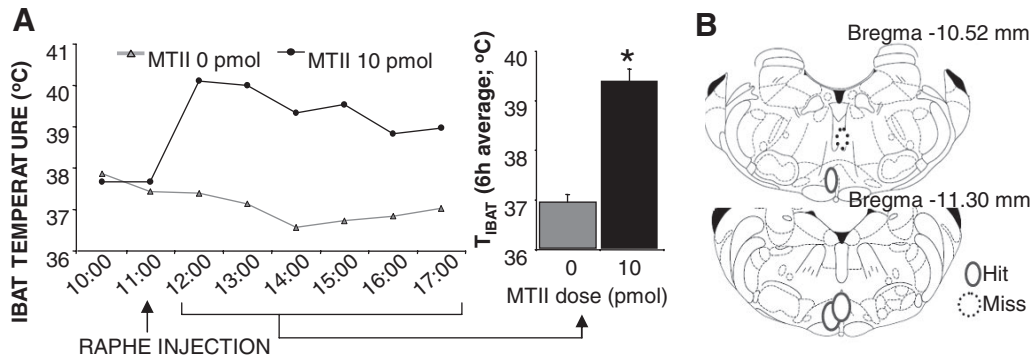 A
IBAT TEMPERATURE (ºC)
41
40
39
38
37
36
MTII 0 pmol
MTII 10 pmol
10:00
11:00
12:00
13:00
14:00
15:00
16:00
17:00
RAPHE INJECTION
T_IBAT (6h average; ºC)
40
39
38
37
36
*
0
10
MTII dose (pmol)
B
Bregma -10.52 mm
Bregma -11.30 mm
Hit
Miss